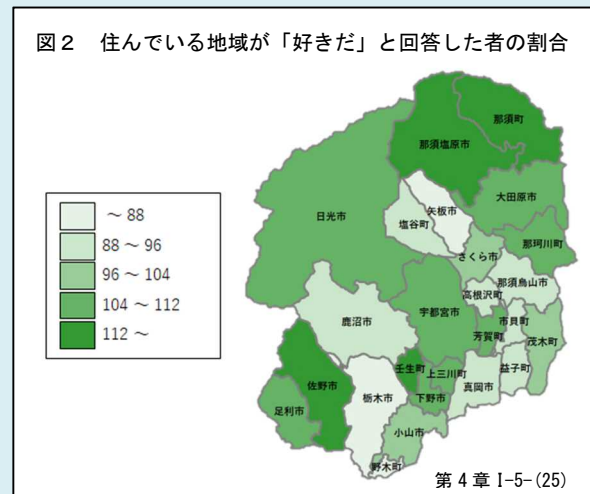 図2 住んでいる地域が「好きだ」と回答した者の割合
～88
88～96
96～104
104～112
112～
那須町
那須塩原市
大田原市
日光市
矢板市
塩谷町
那珂川町
さくら市
那須烏山市
高根沢町
宇都宮市
鹿沼市
市貝町
芳賀町
茂木町
壬生町
上三川町
益子町
真岡市
佐野市
栃木市
下野市
足利市
小山市
野木町
第4章Ⅰ-5-(25)